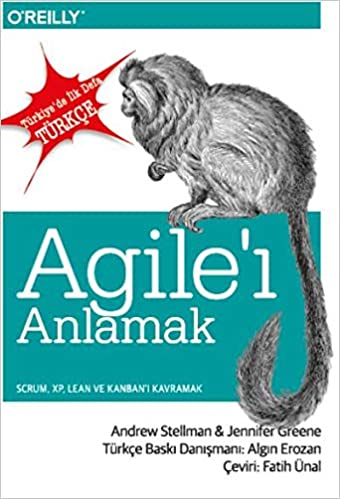 O'REILLY®
Türkiye'de İlk Defa
TÜRKÇE
Agile'ı
Anlamak
SCRUM, XP, LEAN VE KANBAN'I KAVRAMAK
Andrew Stellman & Jennifer Greene
Türkçe Baskı Danışmanı: Algın Erozan
Çeviri: Fatih Ünal